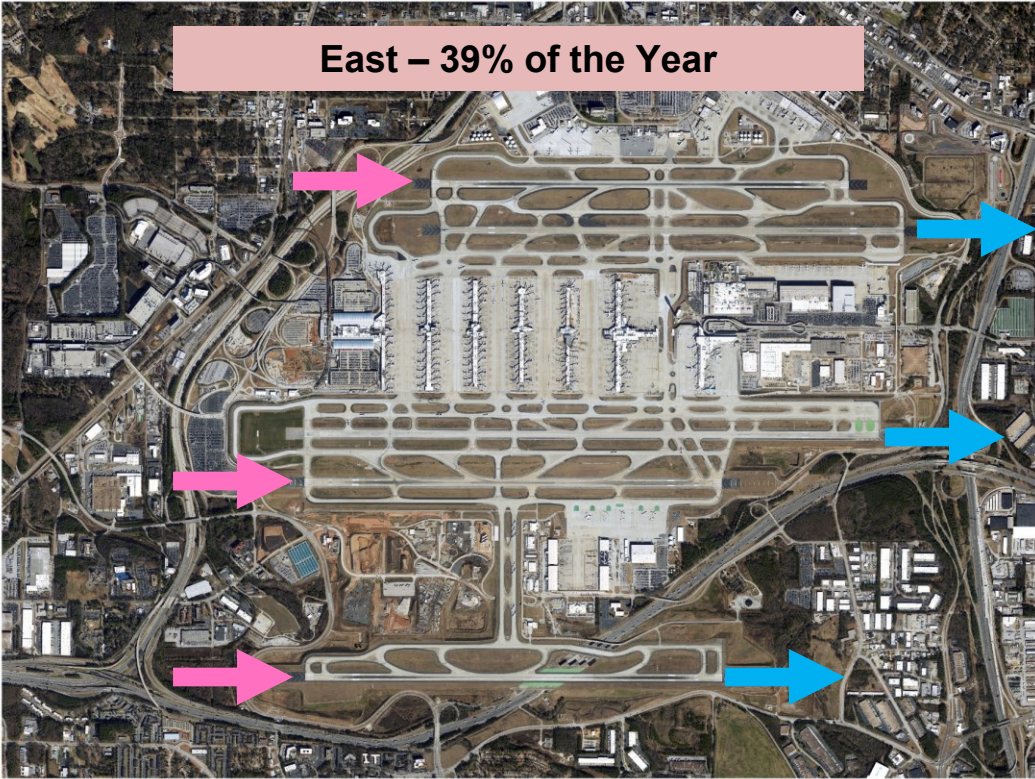 East – 39% of the Year